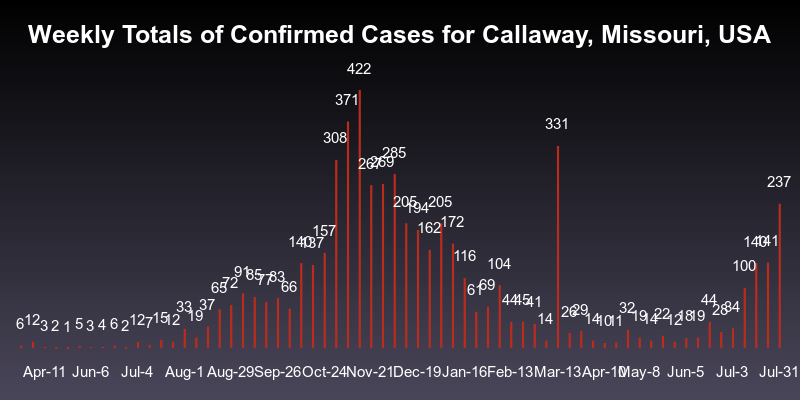 Weekly Totals of Confirmed Cases for Callaway, Missouri, USA
6 12 3 2 1 5 3 4 6 2 12 7 15 12 33 19 37 65 72 91 85 77 83 66 140 137 157 308 371 422 267 269 285 205 194 162 205 172 116 61 69 104 44 45 41 14 331 26 29 14 10 11 32 19 14 22 12 18 19 44 28 84 100 140 141 237
Apr-11 Jun-6 Jul-4 Aug-1 Aug-29 Sep-26 Oct-24 Nov-21 Dec-19 Jan-16 Feb-13 Mar-13 Apr-10 May-8 Jun-5 Jul-3 Jul-31